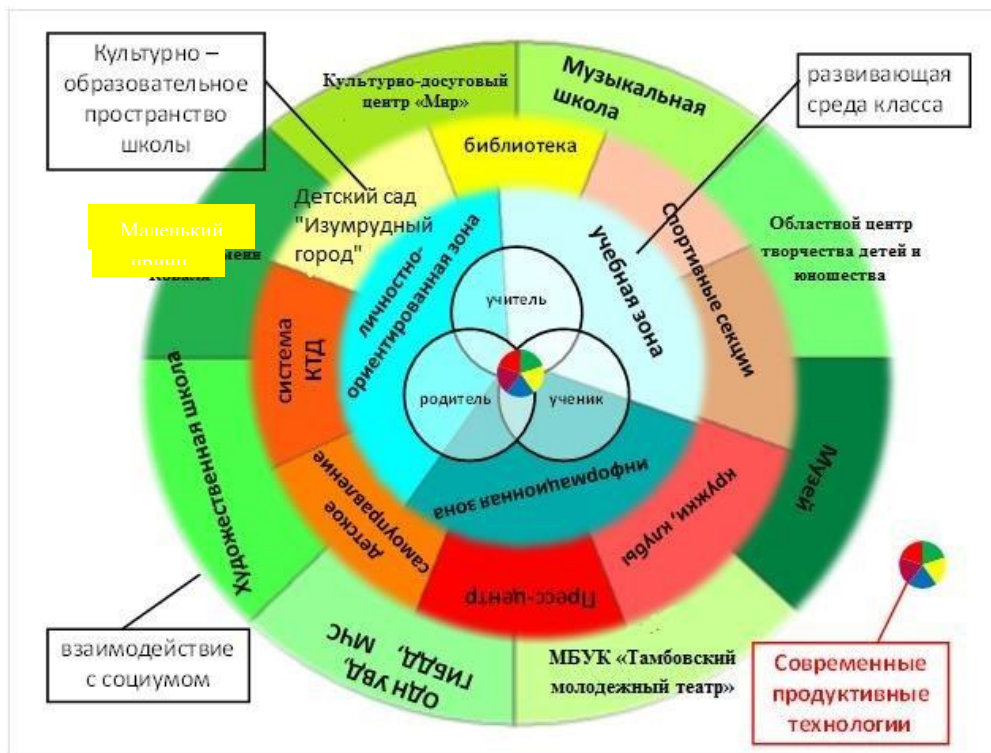 Культурно –
образовательное
пространство
школы
Культурно-досуговый
центр «Мир»
Музыкальная
школа
развивающая
среда класса
библиотека
Детский сад
"Изумрудный
город"
Маленький
Областной центр
творчества детей и
юношества
Спортивные секции
учебная зона
личностно-
ориентированная зона
учитель
родитель
ученик
система
КТД
информационная зона
Художественная школа
детское
самоуправление
Пресс-центр
кружки, клубы
Музей
ОДН УВД,
ГИБДД, МЧС
МБУК «Тамбовский
молодежный театр»
взаимодействие
с социумом
Современные
продуктивные
технологии